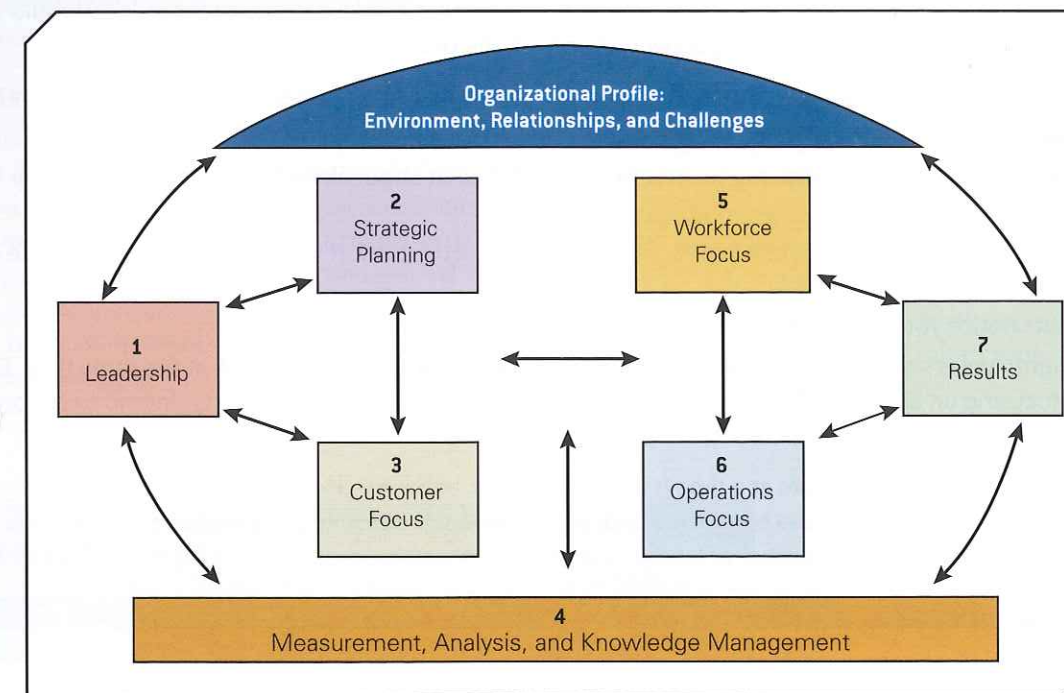 Organizational Profile:
Environment, Relationships, and Challenges
2
Strategic
Planning
5
Workforce
Focus
1
Leadership
7
Results
3
Customer
Focus
6
Operations
Focus
4
Measurement, Analysis, and Knowledge Management